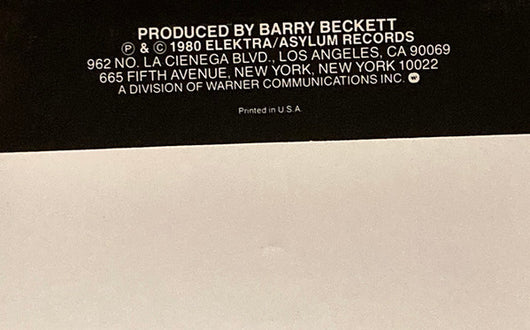 PRODUCED BY BARRY BECKETT
Ⓟ & © 1980 ELEKTRA/ASYLUM RECORDS
962 NO. LA CIENEGA BLVD., LOS ANGELES, CA 90069
665 FIFTH AVENUE, NEW YORK, NEW YORK 10022
A DIVISION OF WARNER COMMUNICATIONS INC.
Printed in U.S.A.